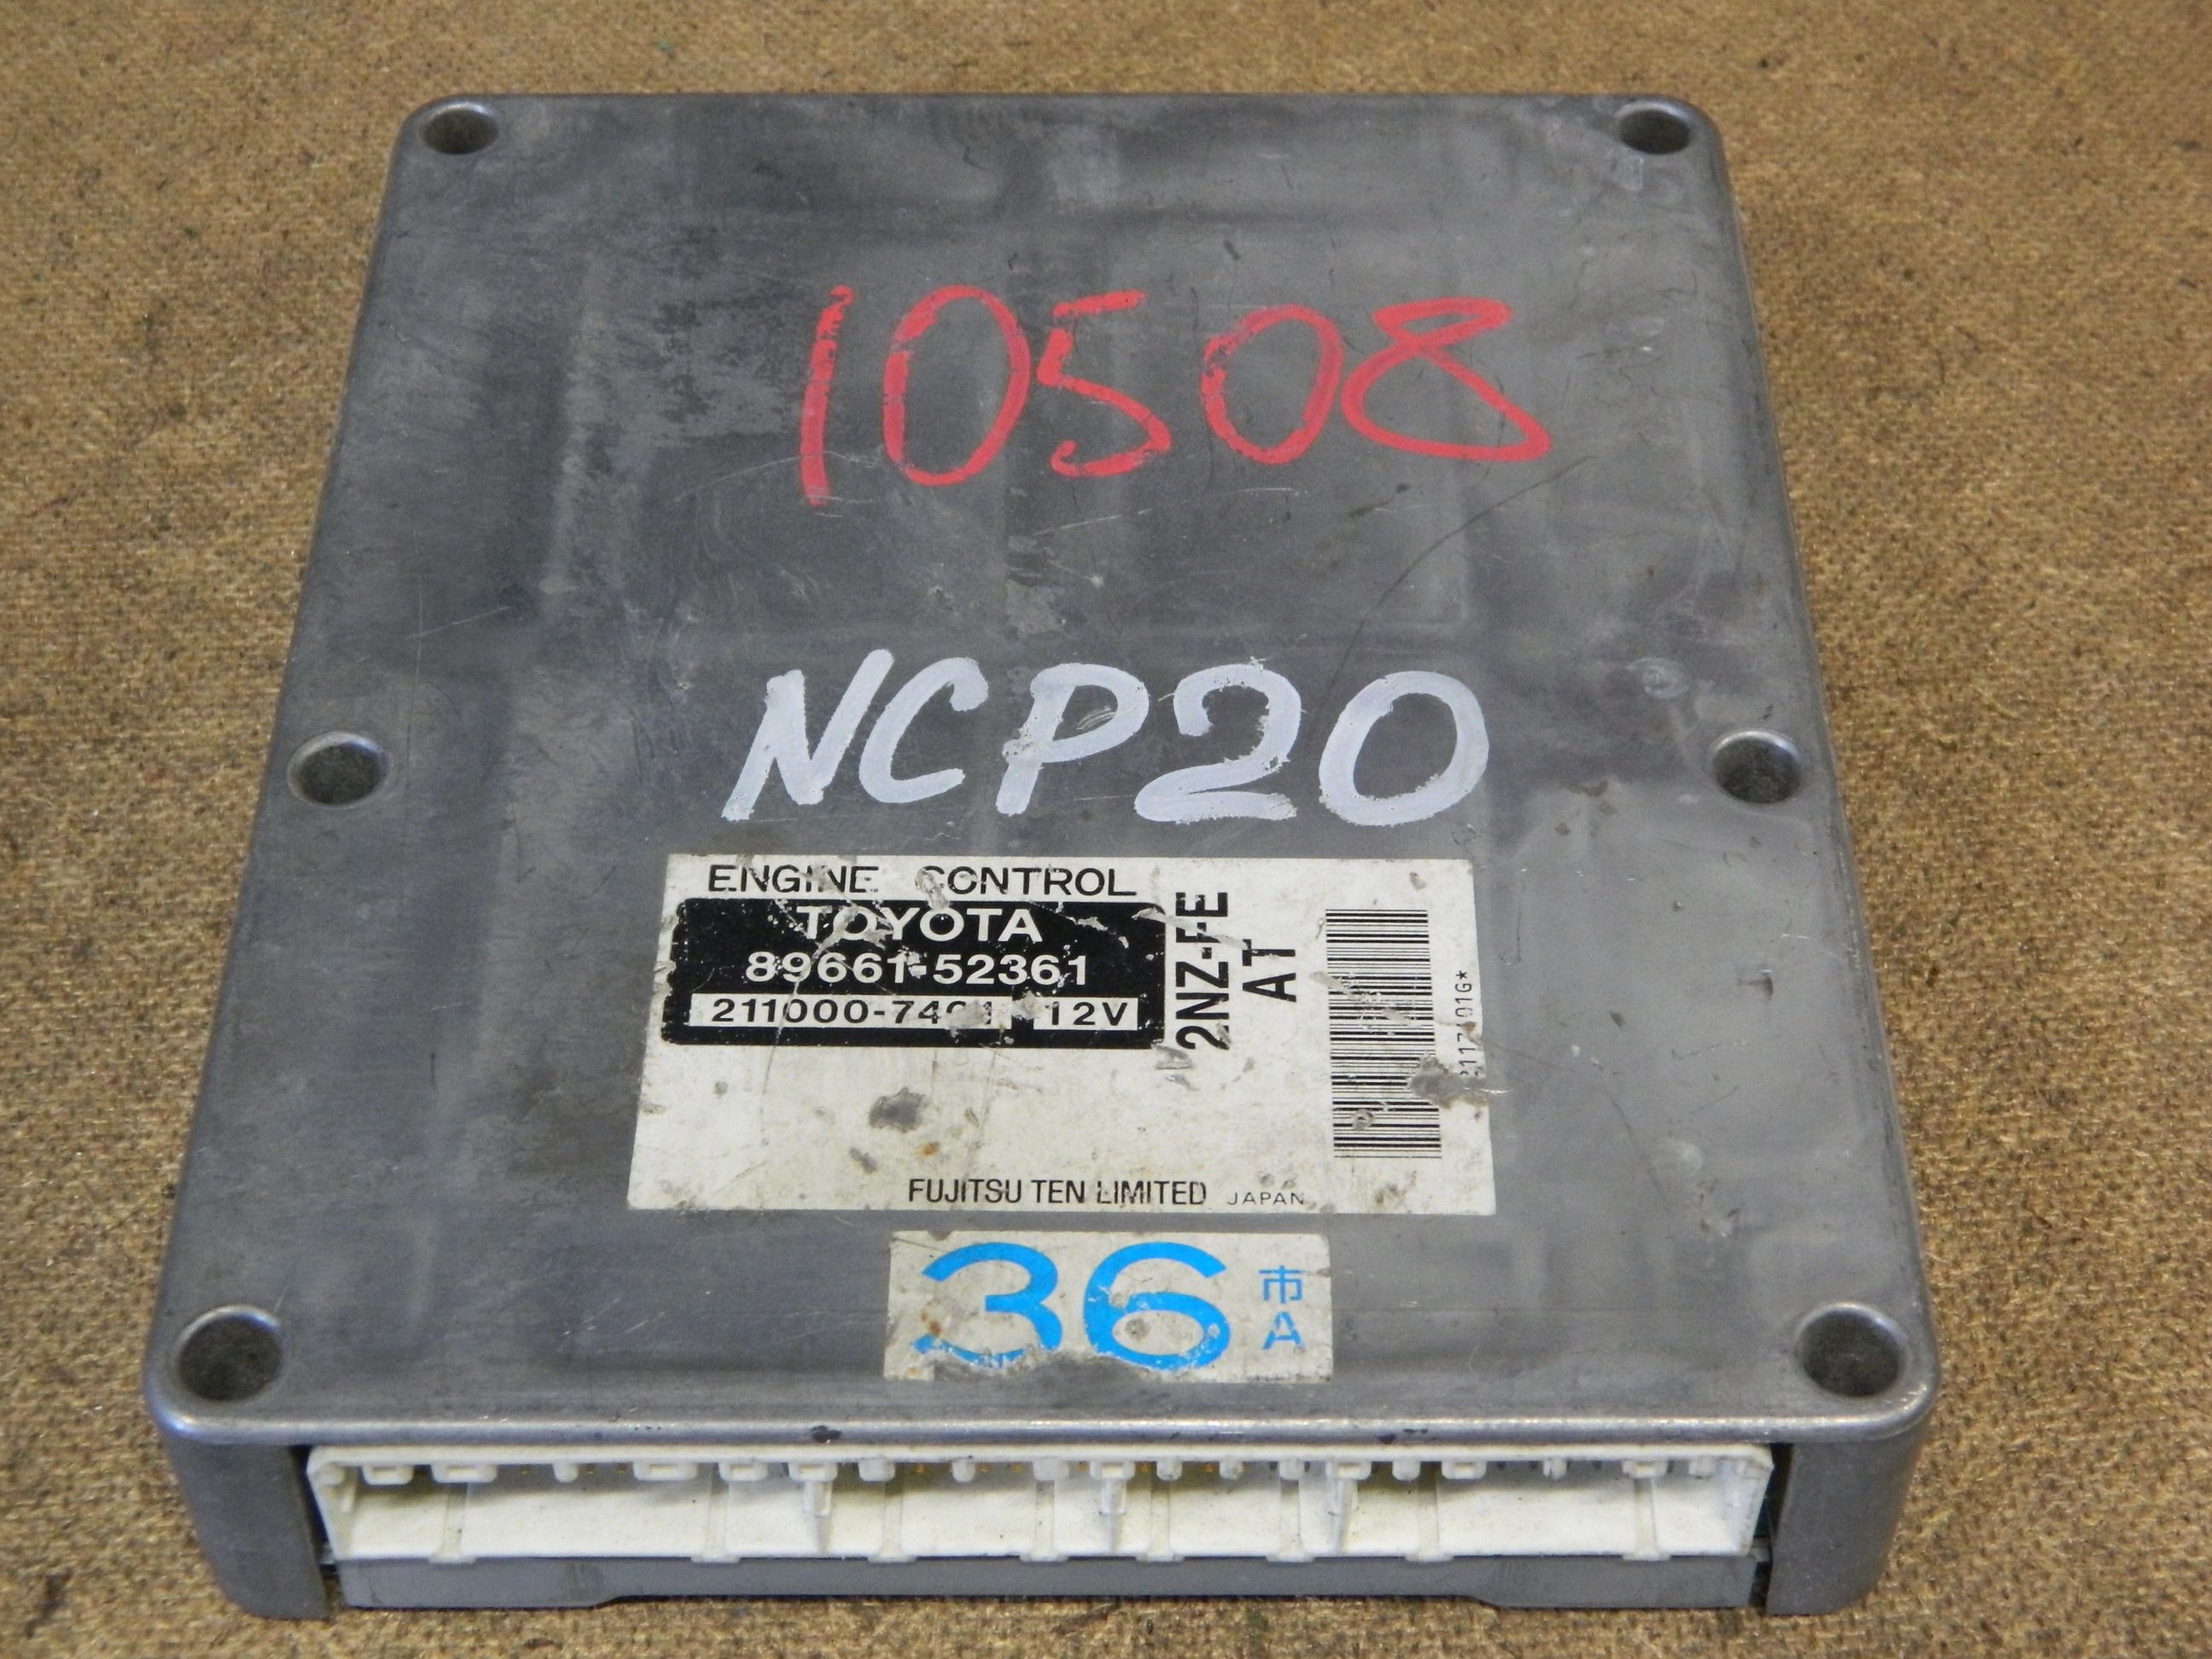 10508
NCP20
ENGINE CONTROL
TOYOTA
89661-52361
12V
2NZ-FE
AT
FUJITSU TEN LIMITED JAPAN
36
市
A